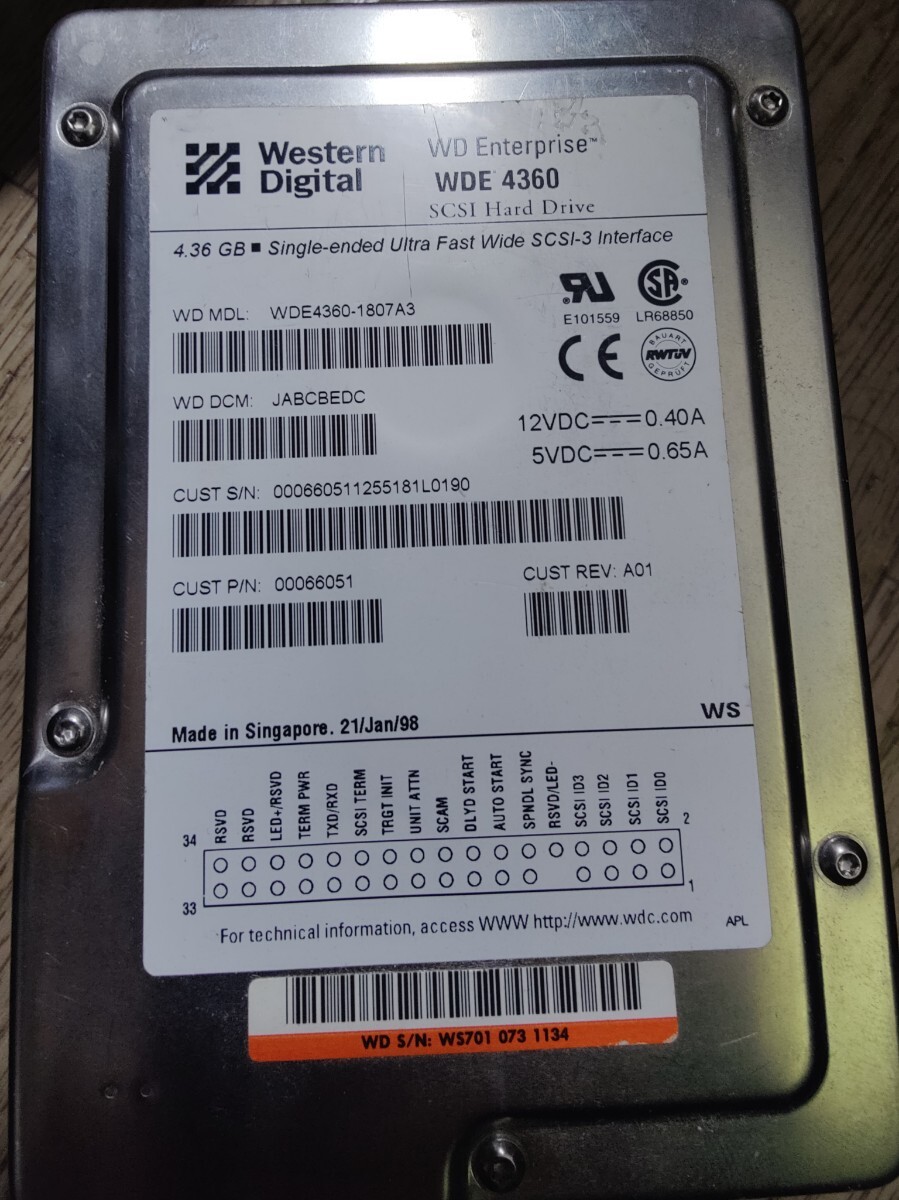 Western
Digital
WD Enterprise™
WDE 4360
SCSI Hard Drive
4.36 GB ■ Single-ended Ultra Fast Wide SCSI-3 Interface
WD MDL: WDE4360-1807A3
E101559 LR68850
BAUART
RWTÜV
GEPRÜFT
CE
WD DCM: JABCBEDC
12VDC⎓0.40A
5VDC⎓0.65A
CUST S/N: 000660511255181L0190
CUST P/N: 00066051
CUST REV: A01
Made in Singapore. 21/Jan/98
WS
RSVD
RSVD
LED+/RSVD
TERM PWR
TXD/RXD
SCSI TERM
TRGT INIT
UNIT ATTN
SCAM
DLYD START
AUTO START
SPNDL SYNC
RSVD/LED-
SCSI ID3
SCSI ID2
SCSI ID1
SCSI ID0
34
2
33
1
For technical information, access WWW http://www.wdc.com
APL
WD S/N: WS701 073 1134